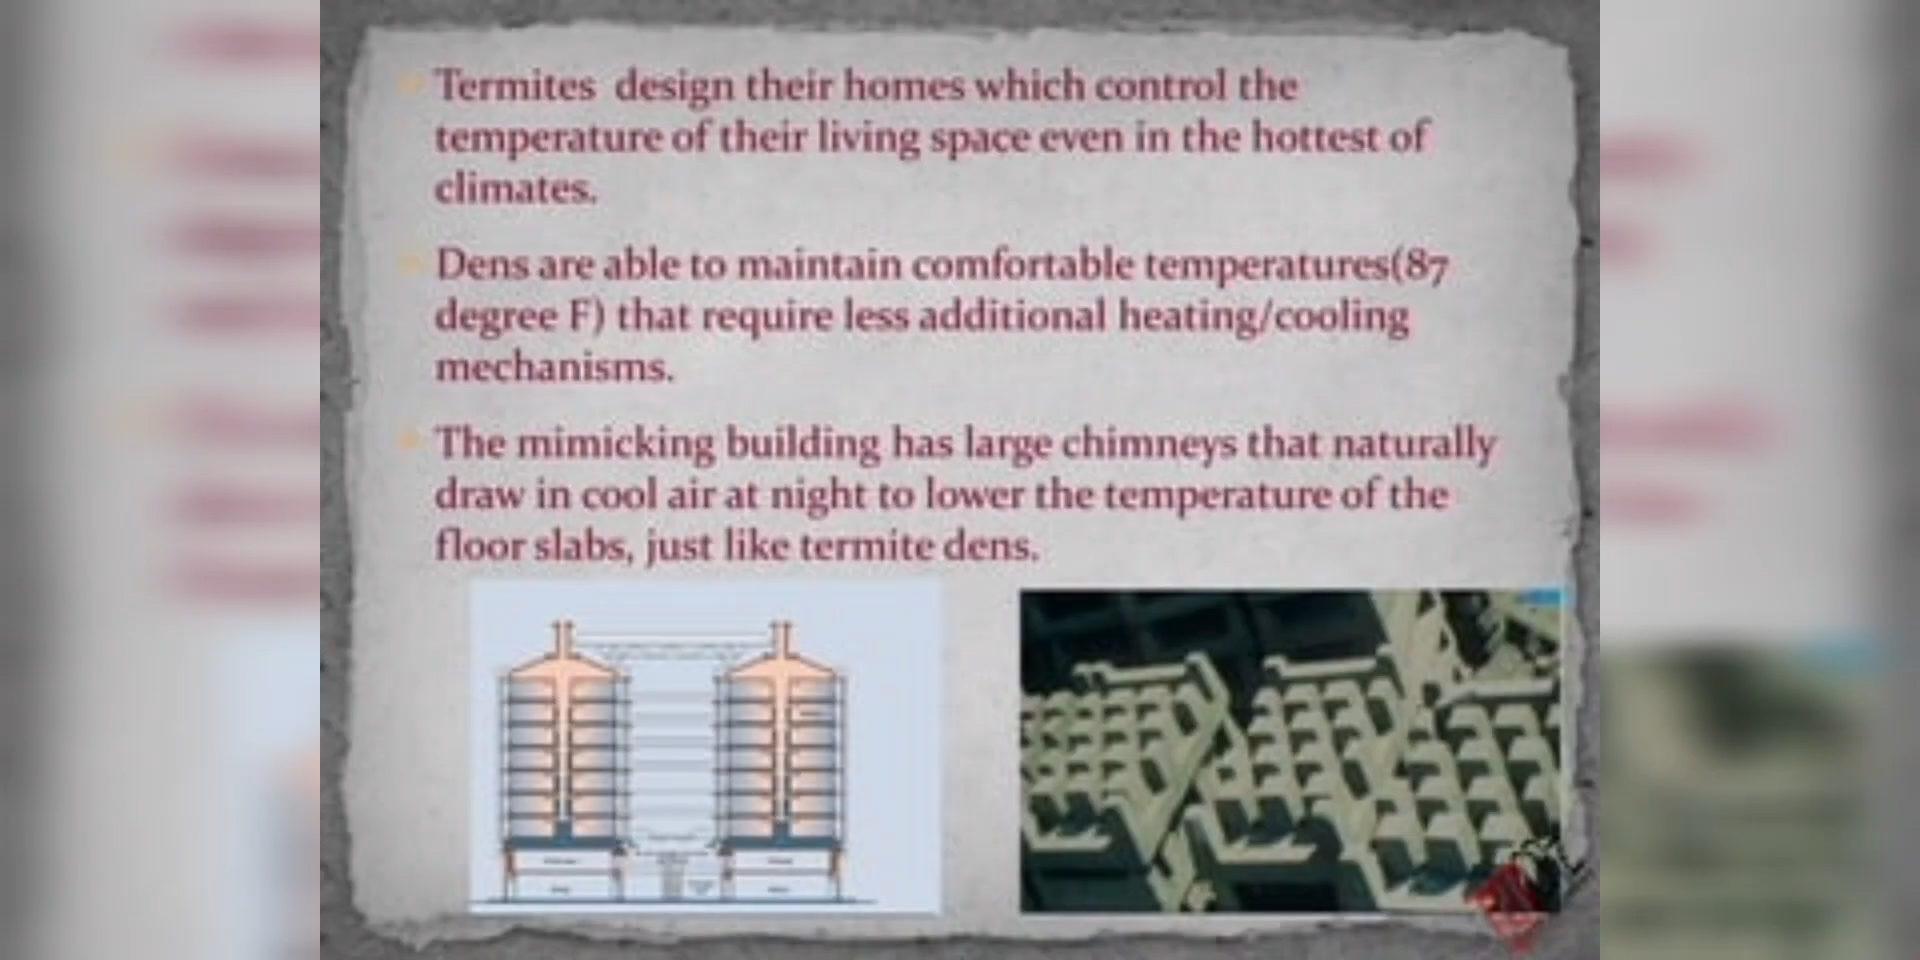 Termites design their homes which control the
temperature of their living space even in the hottest of
climates.
Dens are able to maintain comfortable temperatures(87
degree F) that require less additional heating/cooling
mechanisms.
The mimicking building has large chimneys that naturally
draw in cool air at night to lower the temperature of the
floor slabs, just like termite dens.